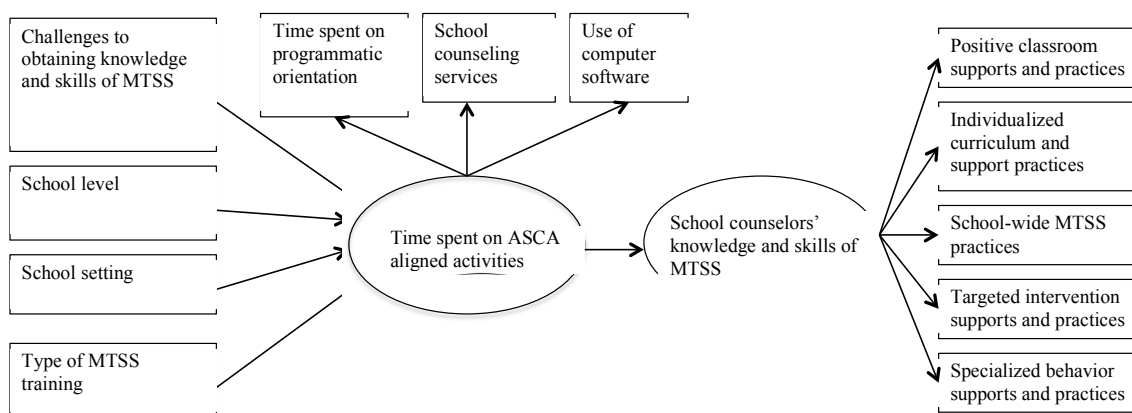 Challenges to
obtaining knowledge
and skills of MTSS
School level
School setting
Type of MTSS
training
Time spent on
programmatic
orientation
School
counseling
services
Use of
computer
software
Time spent on ASCA
aligned activities
School counselors’
knowledge and skills of
MTSS
Positive classroom
supports and practices
Individualized
curriculum and
support practices
School-wide MTSS
practices
Targeted intervention
supports and practices
Specialized behavior
supports and practices